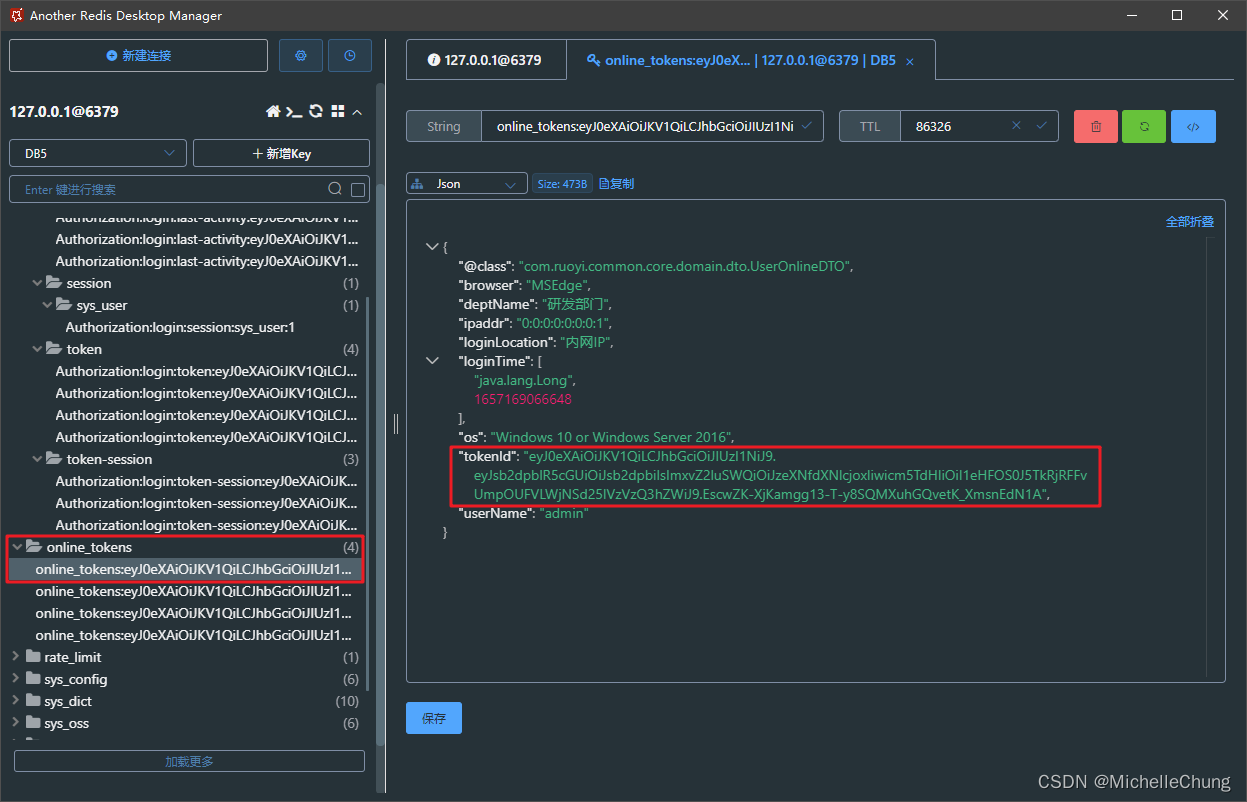 Another Redis Desktop Manager
新建连接
127.0.0.1@6379
DB5
新增Key
Enter 键进行搜索
Authorization:login:last-activity:eyJ0eXAiOiJKV1...
Authorization:login:last-activity:eyJ0eXAiOiJKV1...
Authorization:login:last-activity:eyJ0eXAiOiJKV1...
session (1)
sys_user (1)
Authorization:login:session:sys_user:1
token (4)
Authorization:login:token:eyJ0eXAiOiJKV1QiLCJ...
Authorization:login:token:eyJ0eXAiOiJKV1QiLCJ...
Authorization:login:token:eyJ0eXAiOiJKV1QiLCJ...
Authorization:login:token:eyJ0eXAiOiJKV1QiLCJ...
token-session (3)
Authorization:login:token-session:eyJ0eXAiOiJK...
Authorization:login:token-session:eyJ0eXAiOiJK...
Authorization:login:token-session:eyJ0eXAiOiJK...
online_tokens (4)
online_tokens:eyJ0eXAiOiJKV1QiLCJhbGciOiJIUzI1...
online_tokens:eyJ0eXAiOiJKV1QiLCJhbGciOiJIUzI1...
online_tokens:eyJ0eXAiOiJKV1QiLCJhbGciOiJIUzI1...
online_tokens:eyJ0eXAiOiJKV1QiLCJhbGciOiJIUzI1...
rate_limit (1)
sys_config (6)
sys_dict (10)
sys_oss (6)
加载更多
127.0.0.1@6379
online_tokens:eyJ0eX... | 127.0.0.1@6379 | DB5
String online_tokens:eyJ0eXAiOiJKV1QiLCJhbGciOiJIUzI1Ni TTL 86326
Json Size: 473B 复制
全部折叠
{
"@class": "com.ruoyi.common.core.domain.dto.UserOnlineDTO",
"browser": "MSEdge",
"deptName": "研发部门",
"ipaddr": "0:0:0:0:0:0:0:1",
"loginLocation": "内网IP",
"loginTime": [
"java.lang.Long",
1657169066648
],
"os": "Windows 10 or Windows Server 2016",
"tokenId": "eyJ0eXAiOiJKV1QiLCJhbGciOiJIUzI1NiJ9.
eyJsb2dpblR5cGUiOiJsb2dpbiIsImxvZ2luSWQiOiJzeXNfdXNlcjoxIiwicm5TdHIiOiI1eHFOS0J5TkRjRFFv
UmpOUFVLWjNSd25IVzVzQ3hZWiJ9.EscwZK-XjKamgg13-T-y8SQMXuhGQvetK_XmsnEdN1A",
"userName": "admin"
}
保存
CSDN @MichelleChung